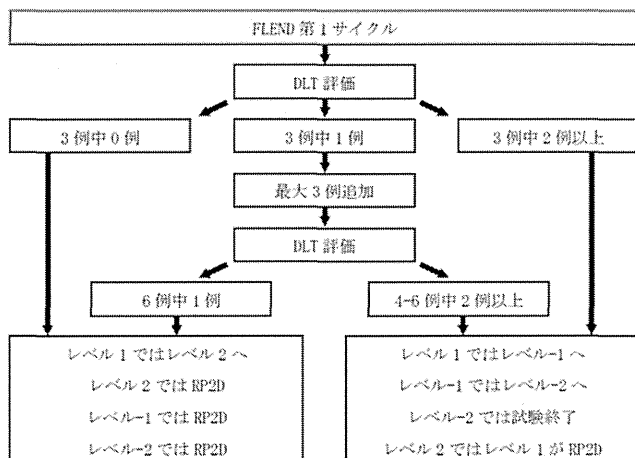 FLEND 第 1 サイクル
DLT 評価
3 例中 0 例
3 例中 1 例
3 例中 2 例以上
最大 3 例追加
DLT 評価
6 例中 1 例
4-6 例中 2 例以上
レベル 1 ではレベル 2 へ
レベル 2 では RP2D
レベル-1 では RP2D
レベル-2 では RP2D
レベル 1 ではレベル-1 へ
レベル-1 ではレベル-2 へ
レベル-2 では試験終了
レベル 2 ではレベル 1 が RP2D